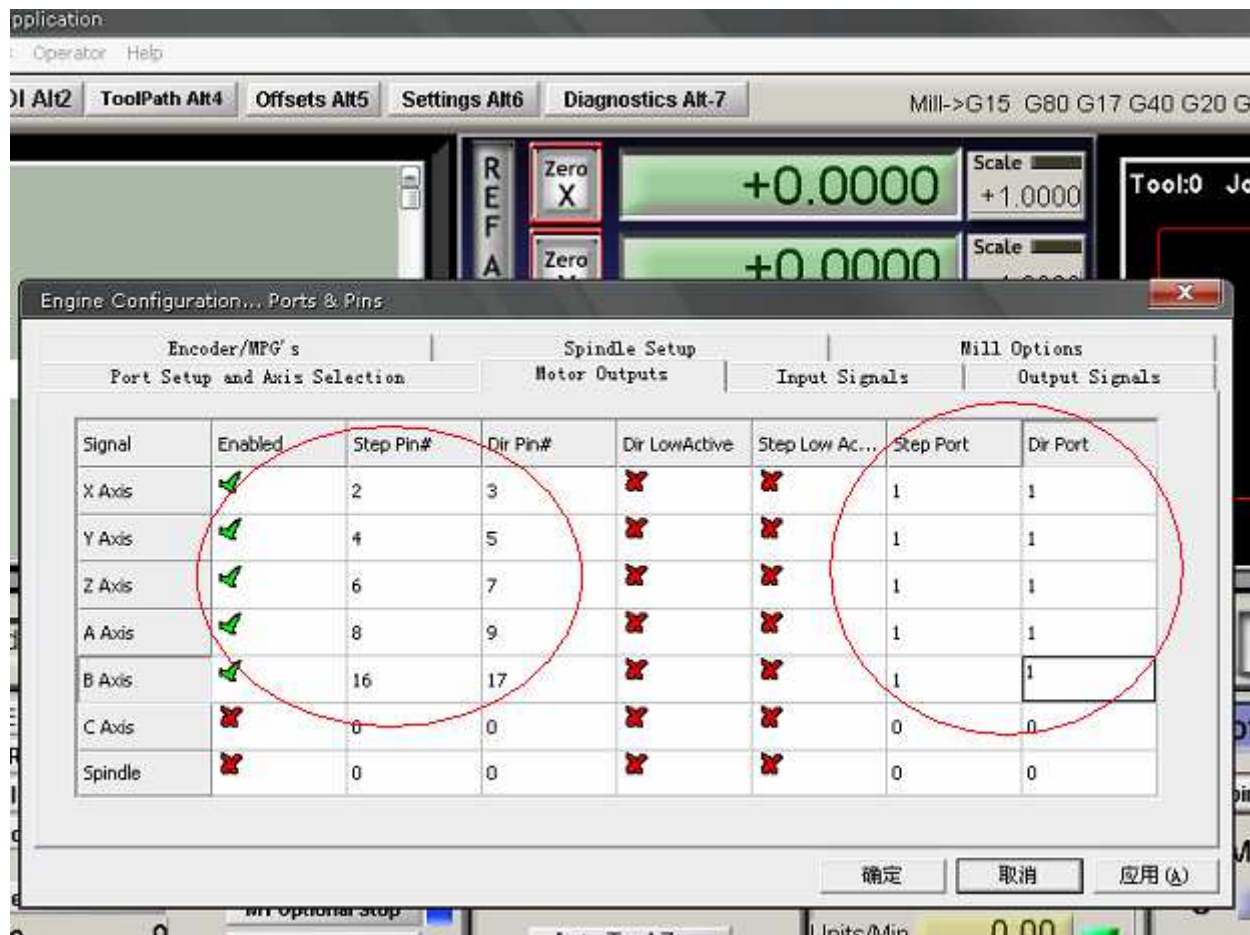 pplication
Operator Help
DI Alt2 ToolPath Alt4 Offsets Alt5 Settings Alt6 Diagnostics Alt-7 Mill->G15 G80 G17 G40 G20 G
REF A
Zero X +0.0000 Scale +1.0000 Tool:0 Jo
Zero +0.0000 Scale
Engine Configuration... Ports & Pins
Encoder/MPG's Spindle Setup Mill Options
Port Setup and Axis Selection Motor Outputs Input Signals Output Signals
Signal Enabled Step Pin# Dir Pin# Dir LowActive Step Low Ac... Step Port Dir Port
X Axis 2 3 1 1
Y Axis 4 5 1 1
Z Axis 6 7 1 1
A Axis 8 9 1 1
B Axis 16 17 1 1
C Axis 0 0 0 0
Spindle 0 0 0 0
确定 取消 应用 (A)
M1 Optional Stop
Units/Min 0.00